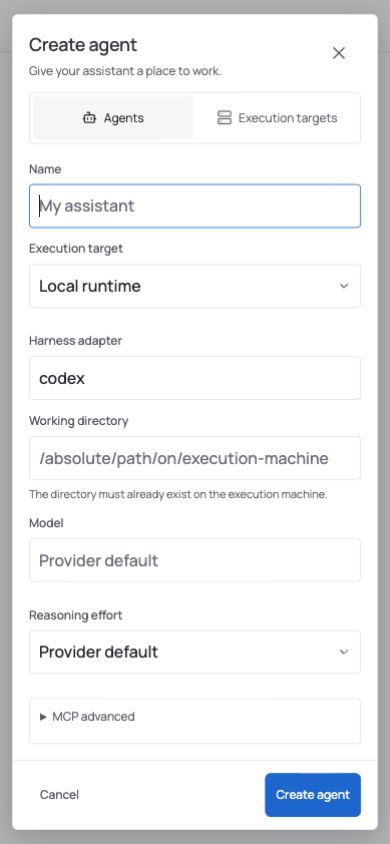 Create agent
Give your assistant a place to work.
Agents
Execution targets
Name
My assistant
Execution target
Local runtime
Harness adapter
codex
Working directory
/absolute/path/on/execution-machine
The directory must already exist on the execution machine.
Model
Provider default
Reasoning effort
Provider default
MCP advanced
Cancel
Create agent